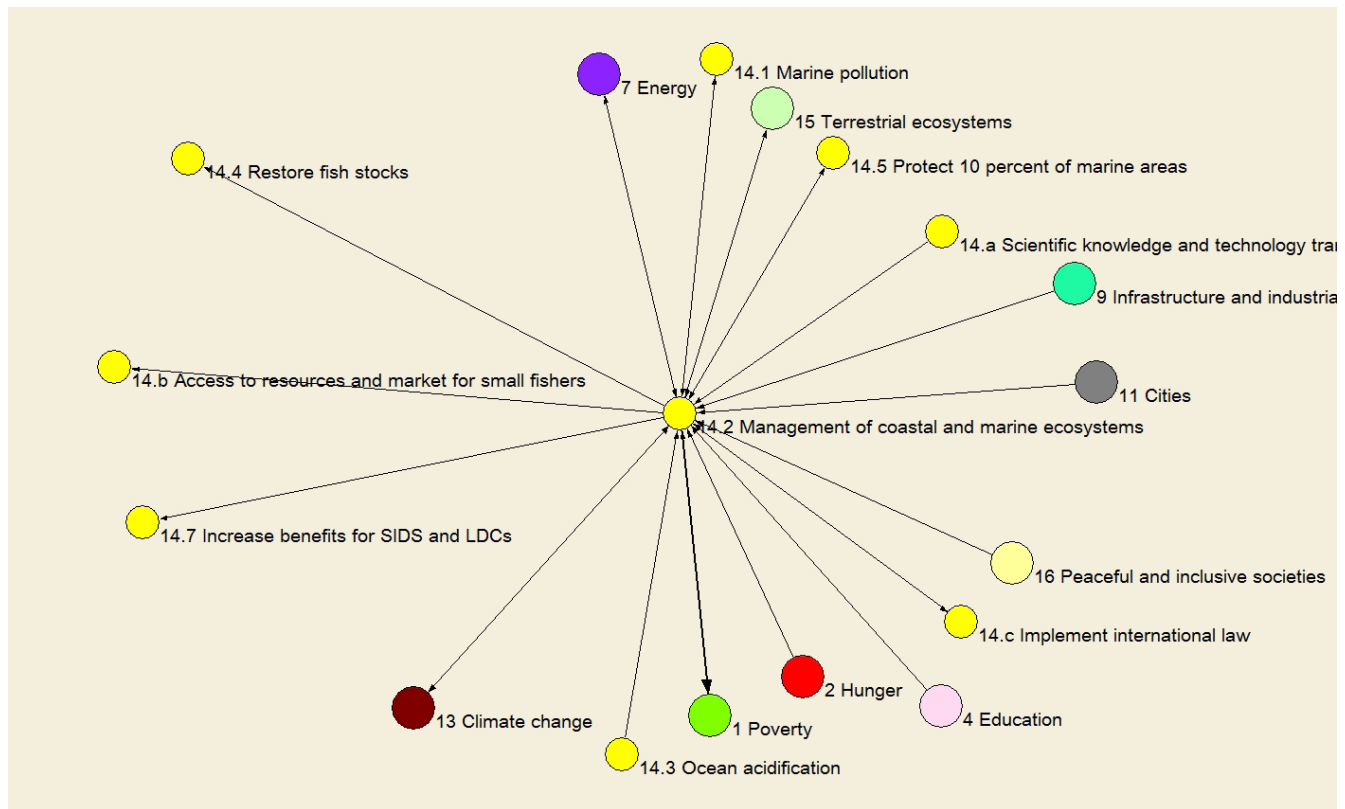 14.1 Marine pollution
7 Energy
15 Terrestrial ecosystems
14.5 Protect 10 percent of marine areas
14.4 Restore fish stocks
14.a Scientific knowledge and technology
9 Infrastructure and
14.b Access to resources and market for small fishers
11 Cities
14.2 Management of coastal and marine ecosystems
14.7 Increase benefits for SIDS and LDCs
16 Peaceful and inclusive societies
14.c Implement international law
2 Hunger
13 Climate change
4 Education
1 Poverty
14.3 Ocean acidification